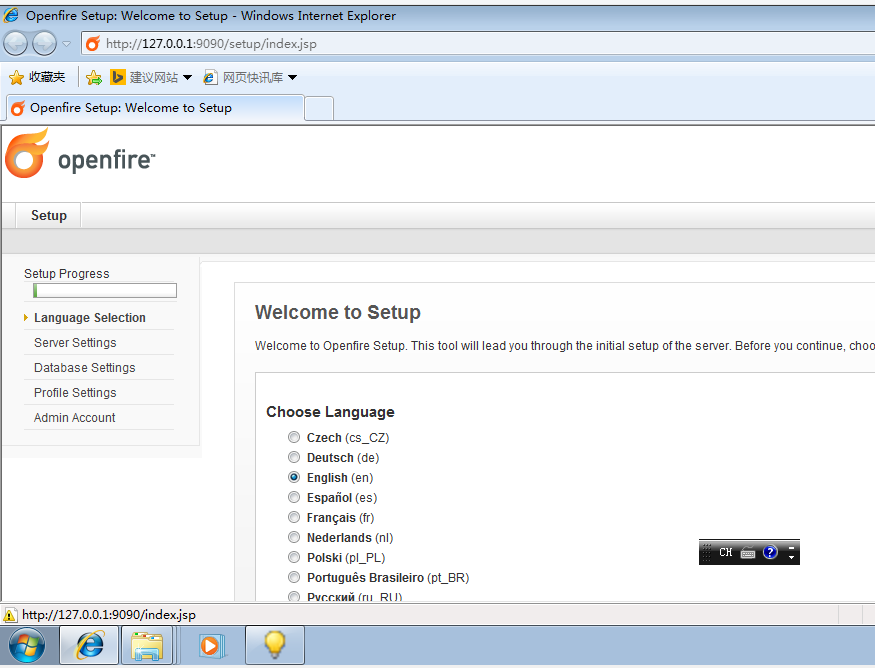 Openfire Setup: Welcome to Setup - Windows Internet Explorer
http://127.0.0.1:9090/setup/index.jsp
收藏夹 建议网站 网页快讯库
Openfire Setup: Welcome to Setup
openfire™
Setup
Setup Progress
Language Selection
Server Settings
Database Settings
Profile Settings
Admin Account
Welcome to Setup
Welcome to Openfire Setup. This tool will lead you through the initial setup of the server. Before you continue, choo
Choose Language
Czech (cs_CZ)
Deutsch (de)
English (en)
Español (es)
Français (fr)
Nederlands (nl)
Polski (pl_PL)
Português Brasileiro (pt_BR)
Русский (ru_RU)
CH
http://127.0.0.1:9090/index.jsp